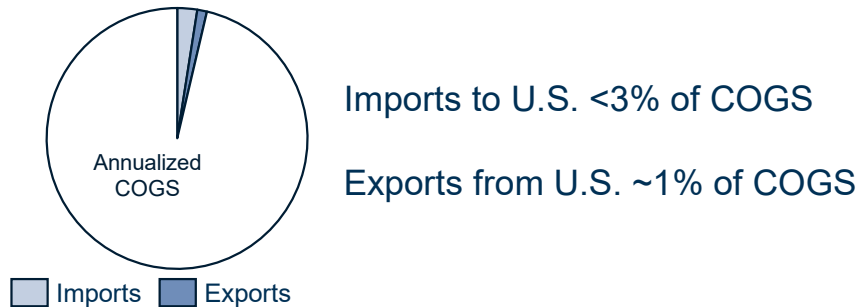 Annualized
COGS
Imports to U.S. <3% of COGS
Exports from U.S. ~1% of COGS
Imports
Exports